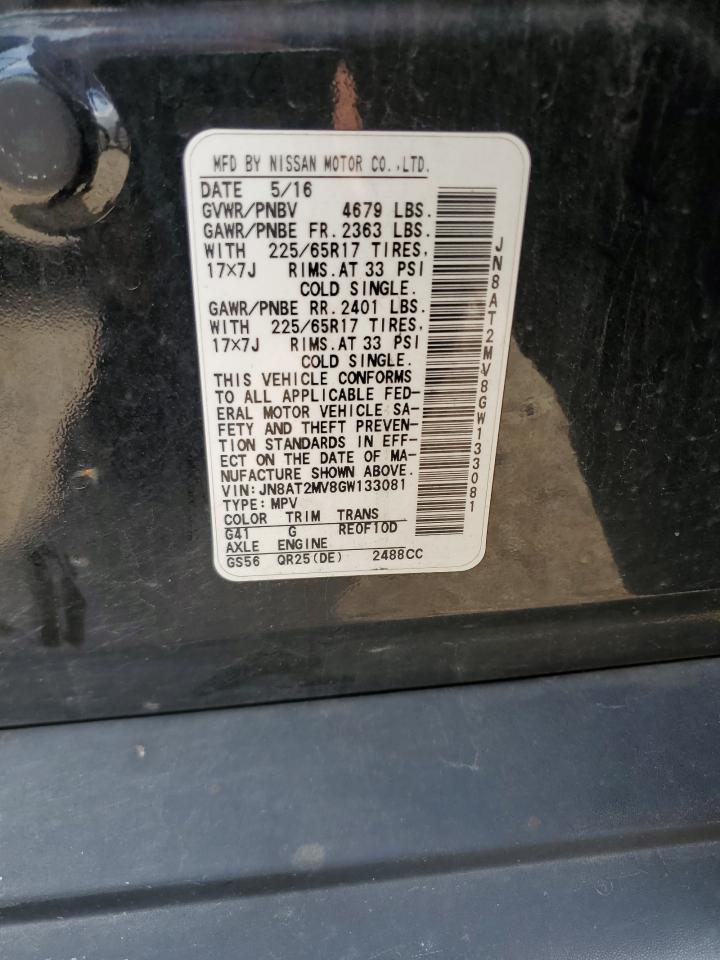 MFD BY NISSAN MOTOR CO.,LTD.
DATE 5/16
GVWR/PNBV 4679 LBS.
GAWR/PNBE FR. 2363 LBS.
WITH 225/65R17 TIRES,
17×7J RIMS.AT 33 PSI
COLD SINGLE.
GAWR/PNBE RR. 2401 LBS.
WITH 225/65R17 TIRES,
17×7J RIMS.AT 33 PSI
COLD SINGLE.
THIS VEHICLE CONFORMS
TO ALL APPLICABLE FED-
ERAL MOTOR VEHICLE SA-
FETY AND THEFT PREVEN-
TION STANDARDS IN EFF-
ECT ON THE DATE OF MA-
NUFACTURE SHOWN ABOVE.
VIN:JN8AT2MV8GW133081
TYPE:MPV
COLOR TRIM TRANS
G41 G RE0F10D
AXLE ENGINE
GS56 QR25(DE) 2488CC
JN8AT2MV8GW133081